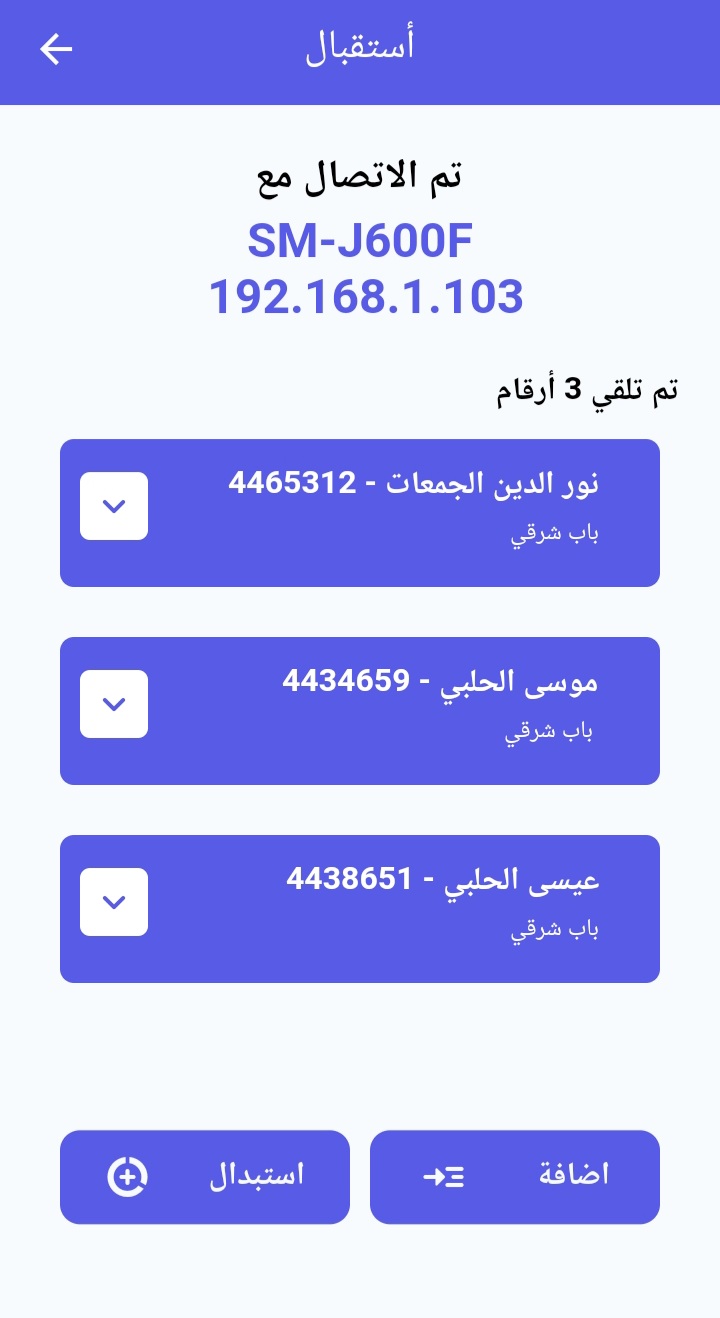 أستقبال
تم الاتصال مع
SM-J600F
192.168.1.103
تم تلقي 3 أرقام
نور الدين الجمعات - 4465312
باب شرقي
موسى الحلبي - 4434659
باب شرقي
عيسى الحلبي - 4438651
باب شرقي
اضافة
استبدال